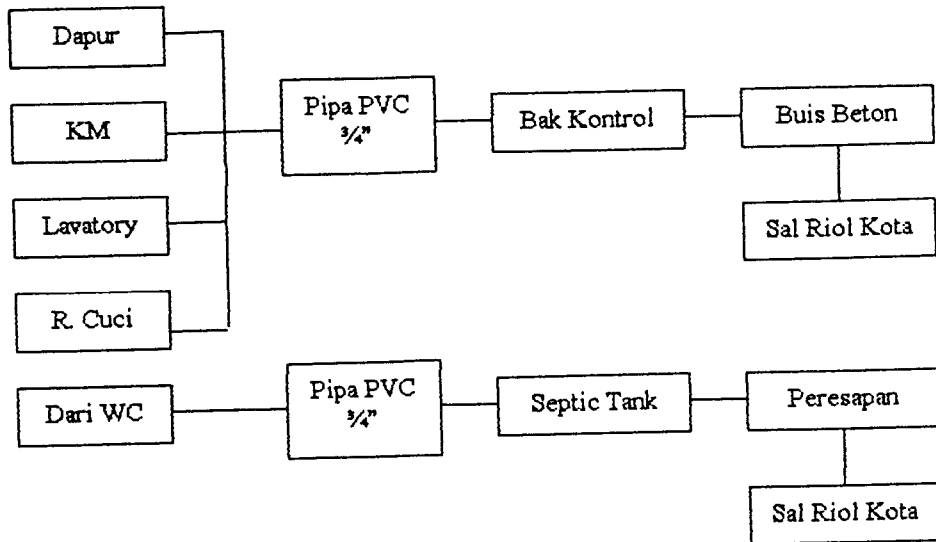 Dapur
KM
Lavatory
R. Cuci
Pipa PVC
¾"
Bak Kontrol
Buis Beton
Sal Riol Kota
Dari WC
Pipa PVC
¾"
Septic Tank
Peresapan
Sal Riol Kota